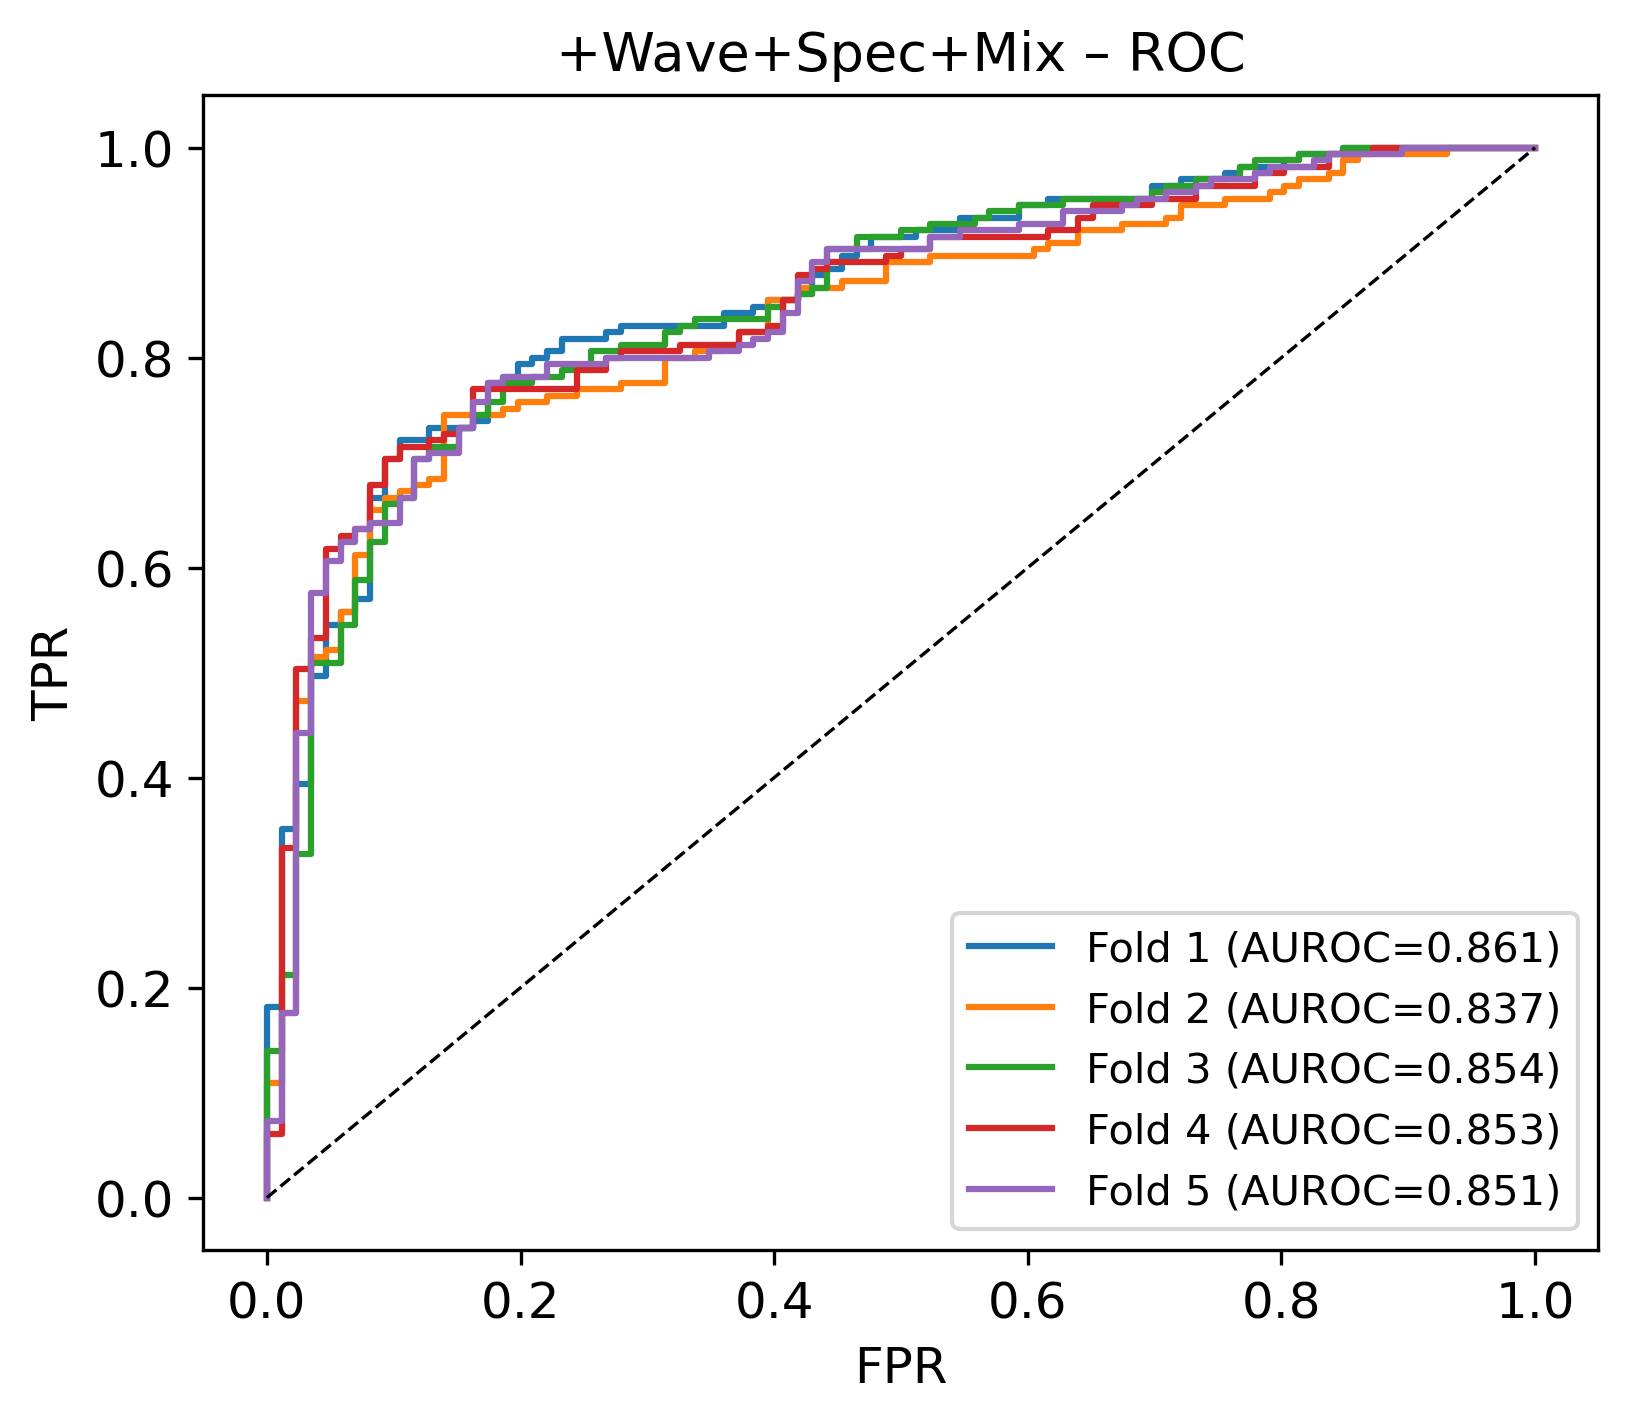 +Wave+Spec+Mix – ROC
1.0
0.8
0.6
0.4
0.2
0.0
TPR
0.0 0.2 0.4 0.6 0.8 1.0
FPR
Fold 1 (AUROC=0.861)
Fold 2 (AUROC=0.837)
Fold 3 (AUROC=0.854)
Fold 4 (AUROC=0.853)
Fold 5 (AUROC=0.851)